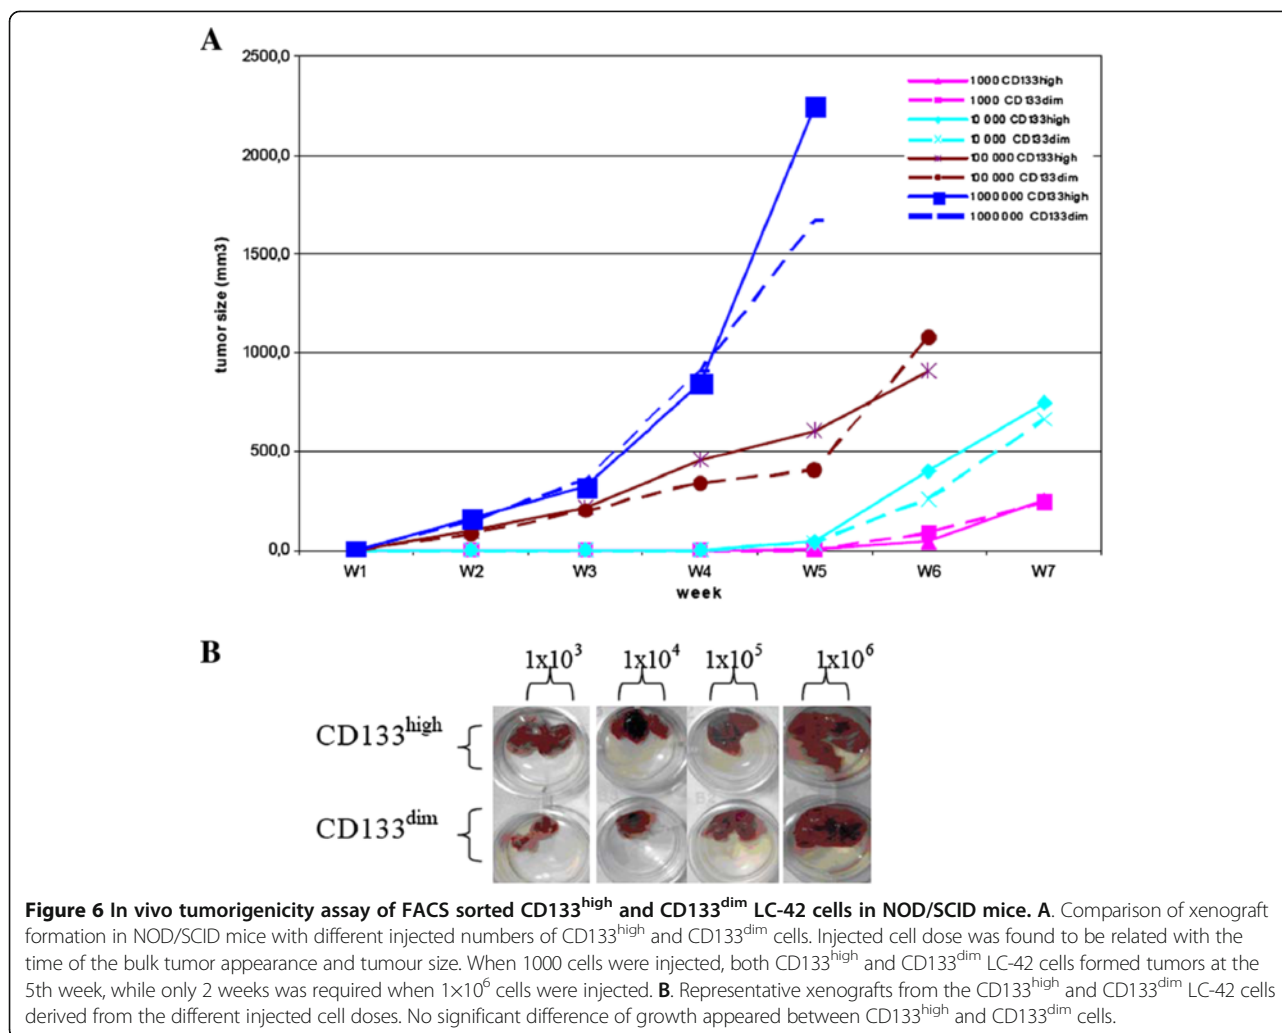 A
2500,0
2000,0
1500,0
1000,0
500,0
0,0
tumor size (mm3)
1000 CD133high
1000 CD133dim
10 000 CD133high
10 000 CD133dim
100 000 CD133high
100 000 CD133dim
1000 000 CD133high
1000 000 CD133dim
W1 W2 W3 W4 W5 W6 W7
week
B
1x10³ 1x10⁴ 1x10⁵ 1x10⁶
CD133ʰⁱᵍʰ
CD133ᵈⁱᵐ
Figure 6 In vivo tumorigenicity assay of FACS sorted CD133ʰⁱᵍʰ and CD133ᵈⁱᵐ LC-42 cells in NOD/SCID mice. A. Comparison of xenograft
formation in NOD/SCID mice with different injected numbers of CD133ʰⁱᵍʰ and CD133ᵈⁱᵐ cells. Injected cell dose was found to be related with the
time of the bulk tumor appearance and tumour size. When 1000 cells were injected, both CD133ʰⁱᵍʰ and CD133ᵈⁱᵐ LC-42 cells formed tumors at the
5th week, while only 2 weeks was required when 1×10⁶ cells were injected. B. Representative xenografts from the CD133ʰⁱᵍʰ and CD133ᵈⁱᵐ LC-42 cells
derived from the different injected cell doses. No significant difference of growth appeared between CD133ʰⁱᵍʰ and CD133ᵈⁱᵐ cells.